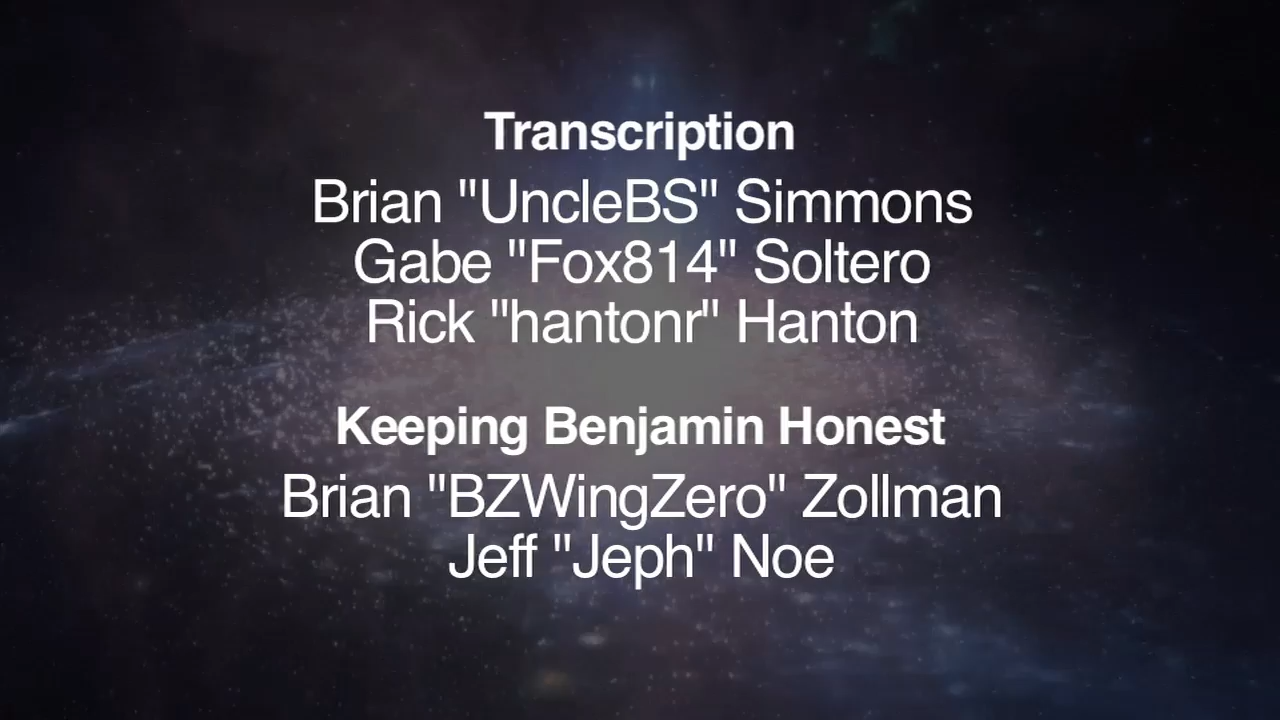 Transcription
Brian "UncleBS" Simmons
Gabe "Fox814" Soltero
Rick "hantonr" Hanton
Keeping Benjamin Honest
Brian "BZWingZero" Zollman
Jeff "Jeph" Noe